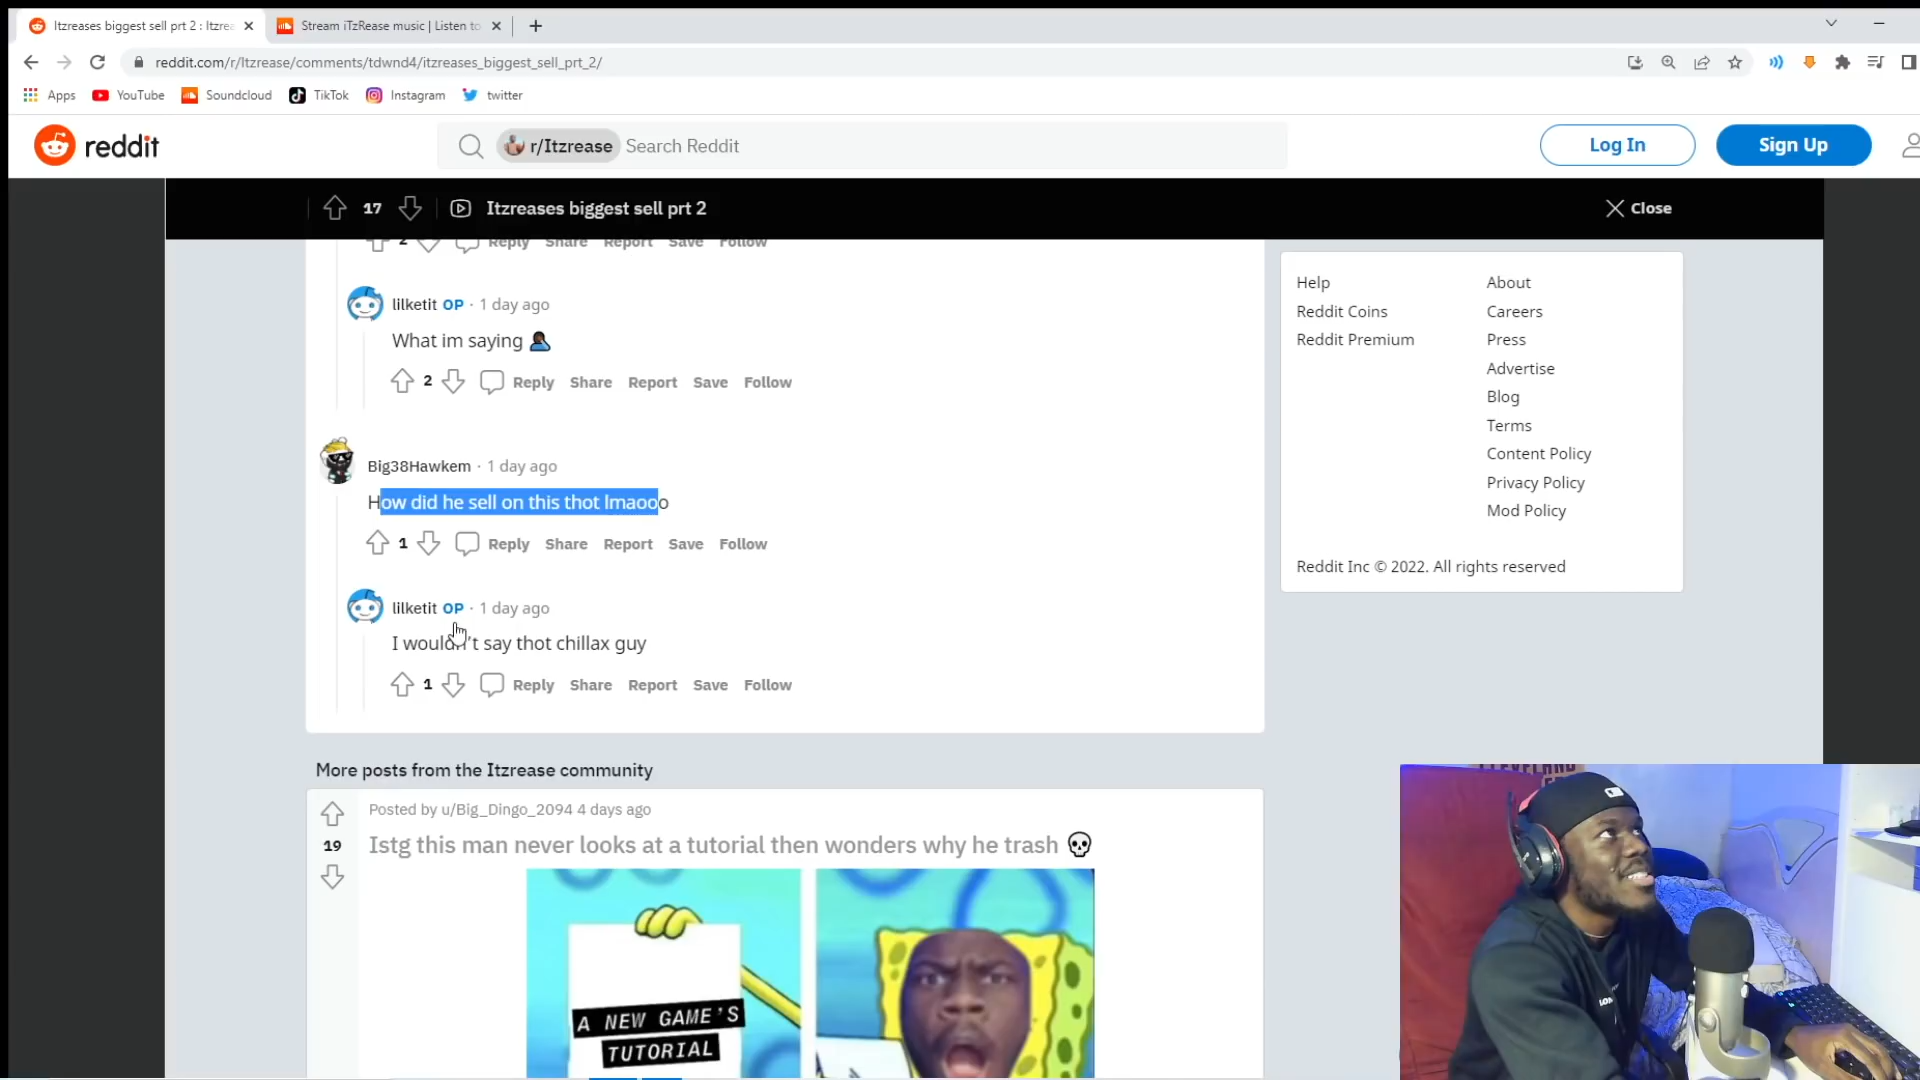 Itzreases biggest sell prt 2 : Itzrea
Stream iTzRease music | Listen to
reddit.com/r/Itzrease/comments/tdwnd4/itzreases_biggest_sell_prt_2/
Apps YouTube Soundcloud TikTok Instagram twitter
reddit
r/Itzrease Search Reddit
Log In
Sign Up
17 Itzreases biggest sell prt 2
Close
2 Reply Share Report Save Follow
lilketit OP · 1 day ago
What im saying
2 Reply Share Report Save Follow
Big38Hawkem · 1 day ago
How did he sell on this thot lmaooo
1 Reply Share Report Save Follow
lilketit OP · 1 day ago
I wouldn't say thot chillax guy
1 Reply Share Report Save Follow
Help About
Reddit Coins Careers
Reddit Premium Press
Advertise
Blog
Terms
Content Policy
Privacy Policy
Mod Policy
Reddit Inc © 2022. All rights reserved
More posts from the Itzrease community
Posted by u/Big_Dingo_2094 4 days ago
19 Istg this man never looks at a tutorial then wonders why he trash 💀
A NEW GAME'S
TUTORIAL